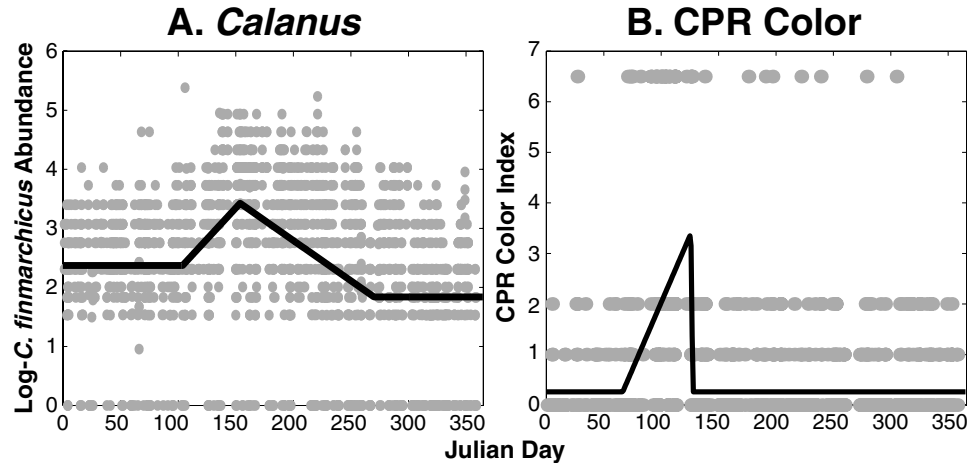 A. Calanus
B. CPR Color
Log-C. finmarchicus Abundance
6
5
4
3
2
1
0
0 50 100 150 200 250 300 350
CPR Color Index
7
6
5
4
3
2
1
0
0 50 100 150 200 250 300 350
Julian Day